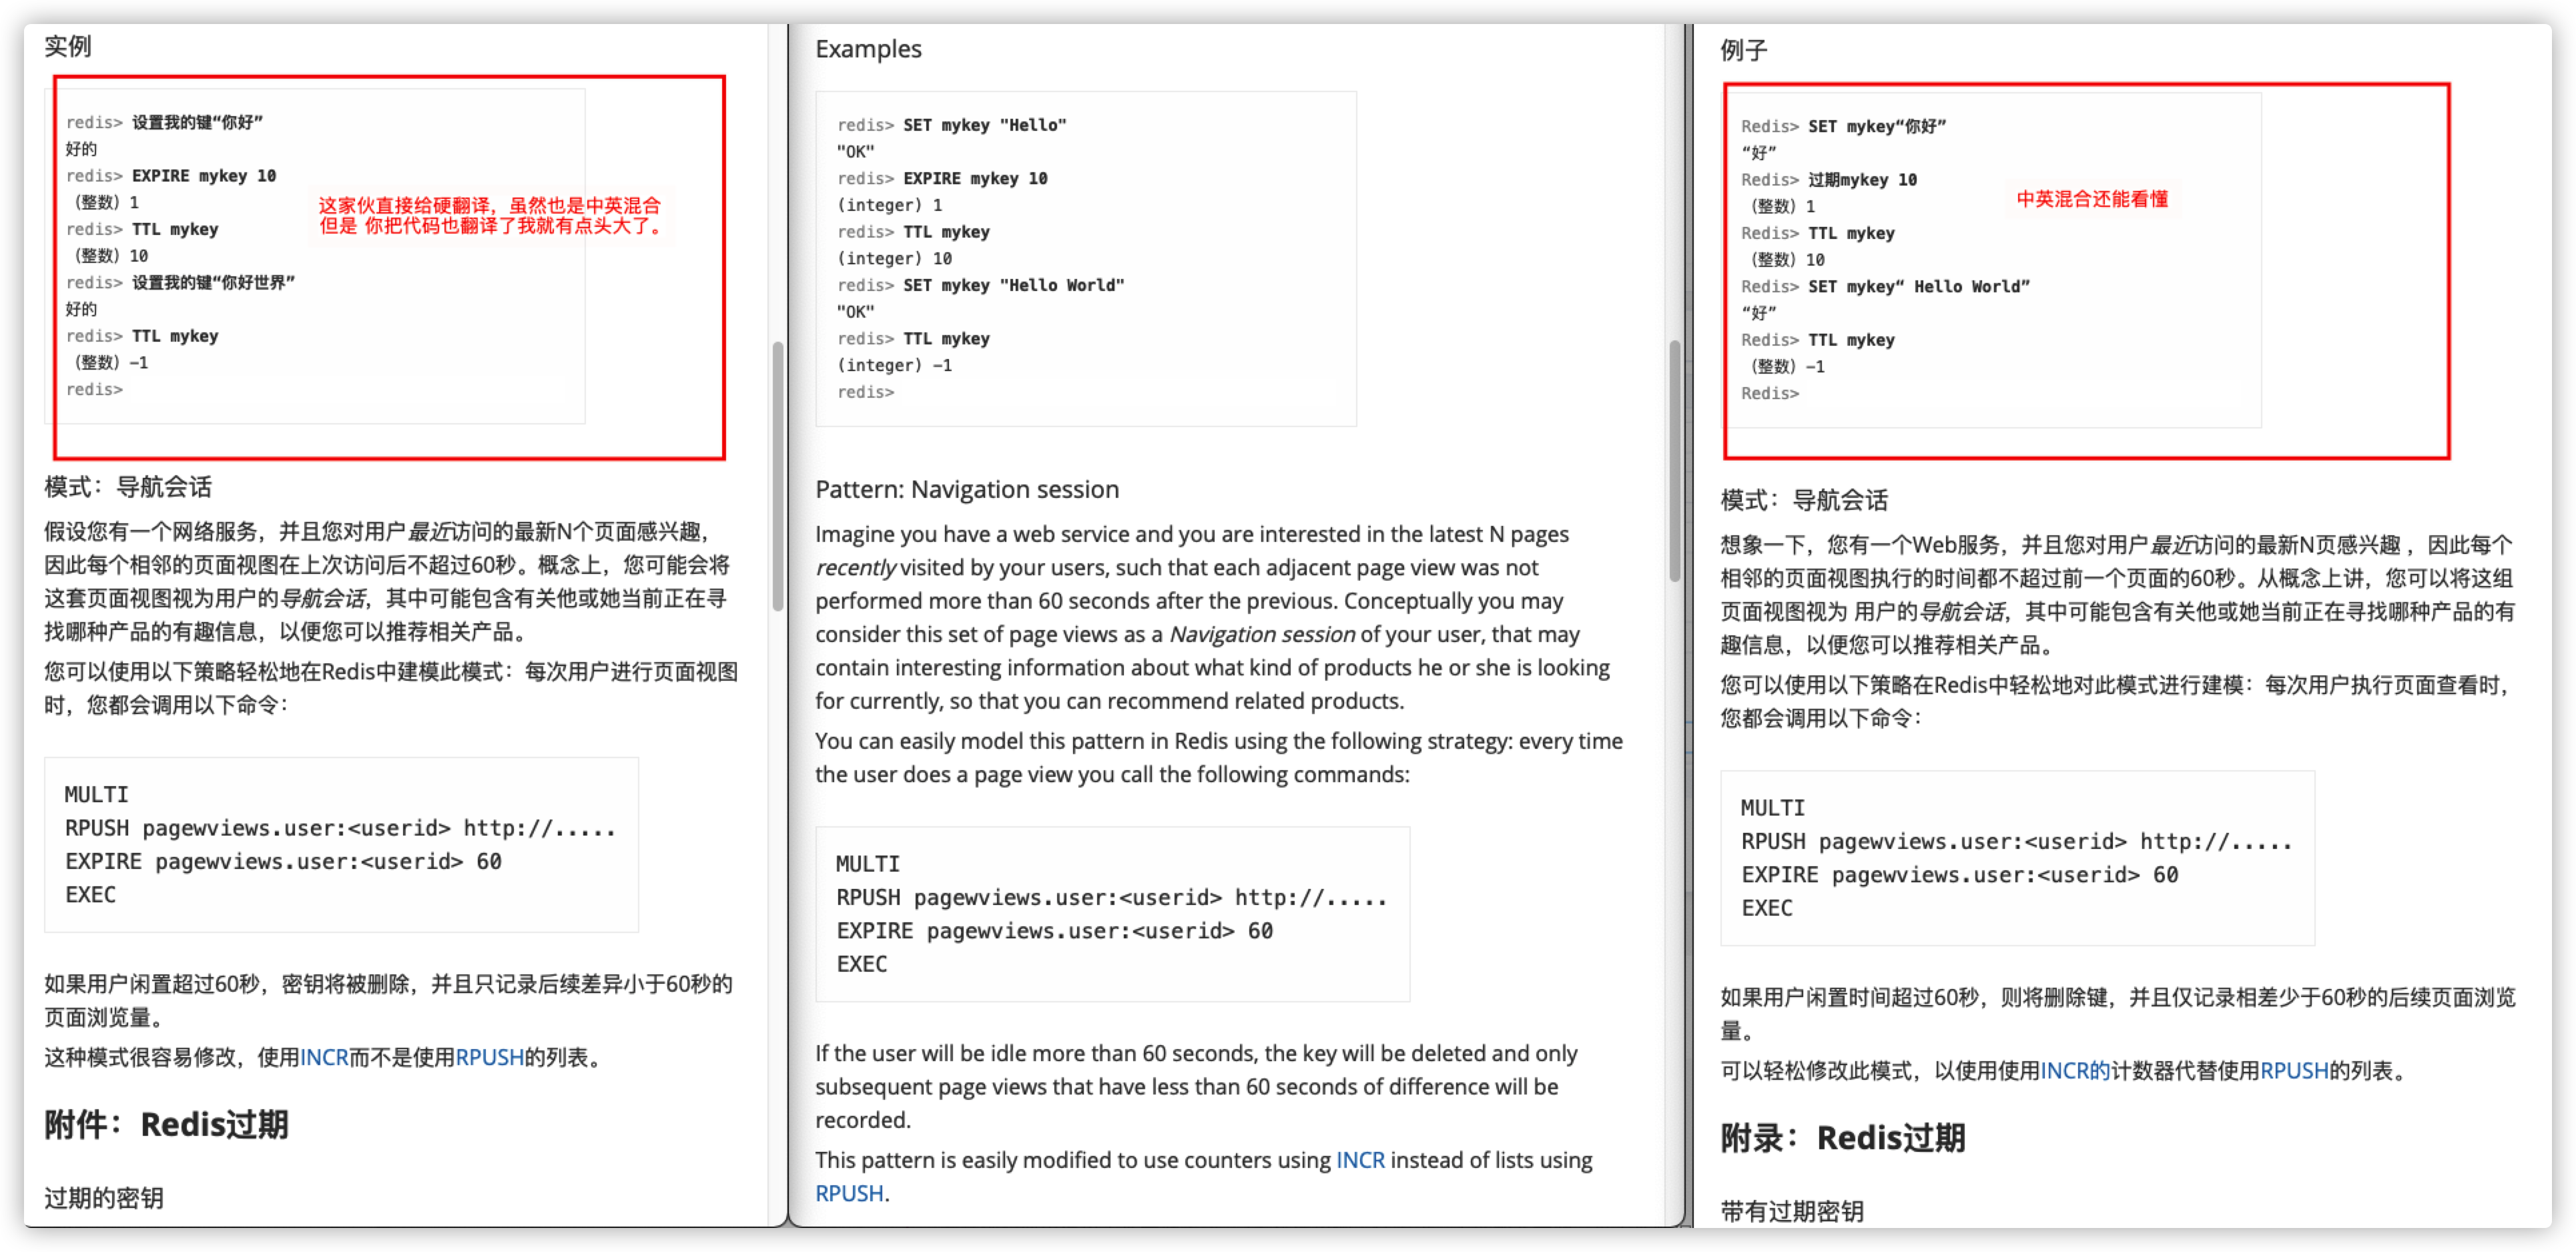 实例
redis> 设置我的键“你好”
好的
redis> EXPIRE mykey 10
（整数）1
redis> TTL mykey
（整数）10
redis> 设置我的键“你好世界”
好的
redis> TTL mykey
（整数）-1
redis>
这家伙直接给硬翻译，虽然也是中英混合
但是 你把代码也翻译了我就有点头大了。
模式：导航会话
假设您有一个网络服务，并且您对用户最近访问的最新N个页面感兴趣，
因此每个相邻的页面视图在上次访问后不超过60秒。概念上，您可能会将
这套页面视图视为用户的导航会话，其中可能包含有关他或她当前正在寻
找哪种产品的有趣信息，以便您可以推荐相关产品。
您可以使用以下策略轻松地在Redis中建模此模式：每次用户进行页面视图
时，您都会调用以下命令：
MULTI
RPUSH pagewviews.user:<userid> http://.....
EXPIRE pagewviews.user:<userid> 60
EXEC
如果用户闲置超过60秒，密钥将被删除，并且只记录后续差异小于60秒的
页面浏览量。
这种模式很容易修改，使用INCR而不是使用RPUSH的列表。
附件：Redis过期
过期的密钥
Examples
redis> SET mykey "Hello"
"OK"
redis> EXPIRE mykey 10
(integer) 1
redis> TTL mykey
(integer) 10
redis> SET mykey "Hello World"
"OK"
redis> TTL mykey
(integer) -1
redis>
Pattern: Navigation session
Imagine you have a web service and you are interested in the latest N pages
recently visited by your users, such that each adjacent page view was not
performed more than 60 seconds after the previous. Conceptually you may
consider this set of page views as a Navigation session of your user, that may
contain interesting information about what kind of products he or she is looking
for currently, so that you can recommend related products.
You can easily model this pattern in Redis using the following strategy: every time
the user does a page view you call the following commands:
MULTI
RPUSH pagewviews.user:<userid> http://.....
EXPIRE pagewviews.user:<userid> 60
EXEC
If the user will be idle more than 60 seconds, the key will be deleted and only
subsequent page views that have less than 60 seconds of difference will be
recorded.
This pattern is easily modified to use counters using INCR instead of lists using
RPUSH.
例子
Redis> SET mykey“你好”
“好”
Redis> 过期mykey 10
（整数）1
Redis> TTL mykey
（整数）10
Redis> SET mykey“ Hello World”
“好”
Redis> TTL mykey
（整数）-1
Redis>
中英混合还能看懂
模式：导航会话
想象一下，您有一个Web服务，并且您对用户最近访问的最新N页感兴趣 ，因此每个
相邻的页面视图执行的时间都不超过前一个页面的60秒。从概念上讲，您可以将这组
页面视图视为 用户的导航会话，其中可能包含有关他或她当前正在寻找哪种产品的有
趣信息，以便您可以推荐相关产品。
您可以使用以下策略在Redis中轻松地对此模式进行建模：每次用户执行页面查看时，
您都会调用以下命令：
MULTI
RPUSH pagewviews.user:<userid> http://.....
EXPIRE pagewviews.user:<userid> 60
EXEC
如果用户闲置时间超过60秒，则将删除键，并且仅记录相差少于60秒的后续页面浏览
量。
可以轻松修改此模式，以使用使用INCR的计数器代替使用RPUSH的列表。
附录：Redis过期
带有过期密钥